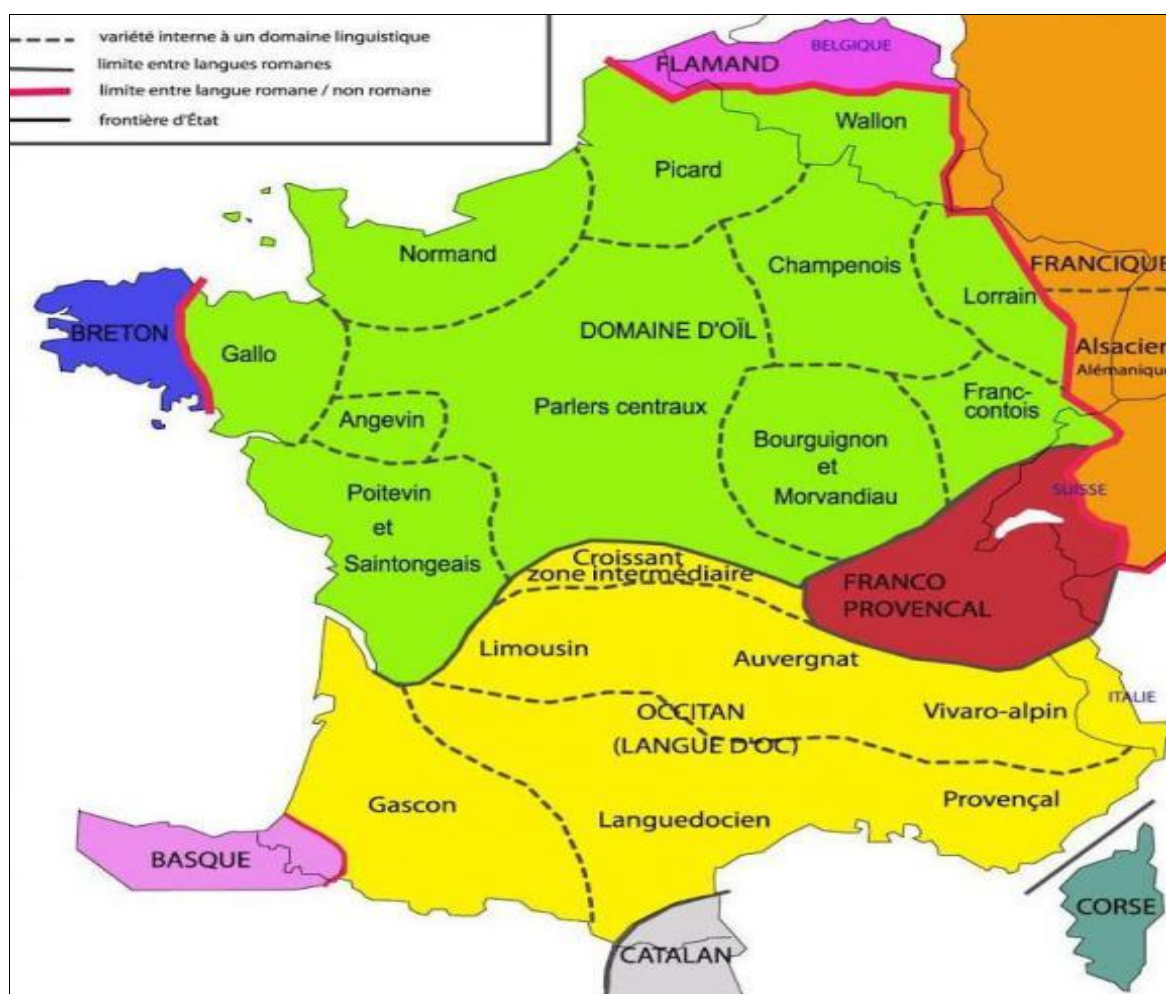 variété interne à un domaine linguistique
limite entre langues romanes
limite entre langue romane / non romane
frontière d'État
BELGIQUE
FLAMAND
Wallon
Picard
Normand
Champenois
FRANCIQUE
Lorrain
BRETON
Gallo
DOMAINE D'OÏL
Alsacien
Alémanique
Angevin
Parlers centraux
Franc-
contois
Bourguignon
et
Morvandiau
Poitevin
et
Saintongeais
SUISSE
Croissant
zone intermédiaire
FRANCO
PROVENCAL
Limousin
Auvergnat
ITALIE
OCCITAN
(LANGUE D'OC)
Vivaro-alpin
Gascon
Languedocien
Provençal
BASQUE
CORSE
CATALAN